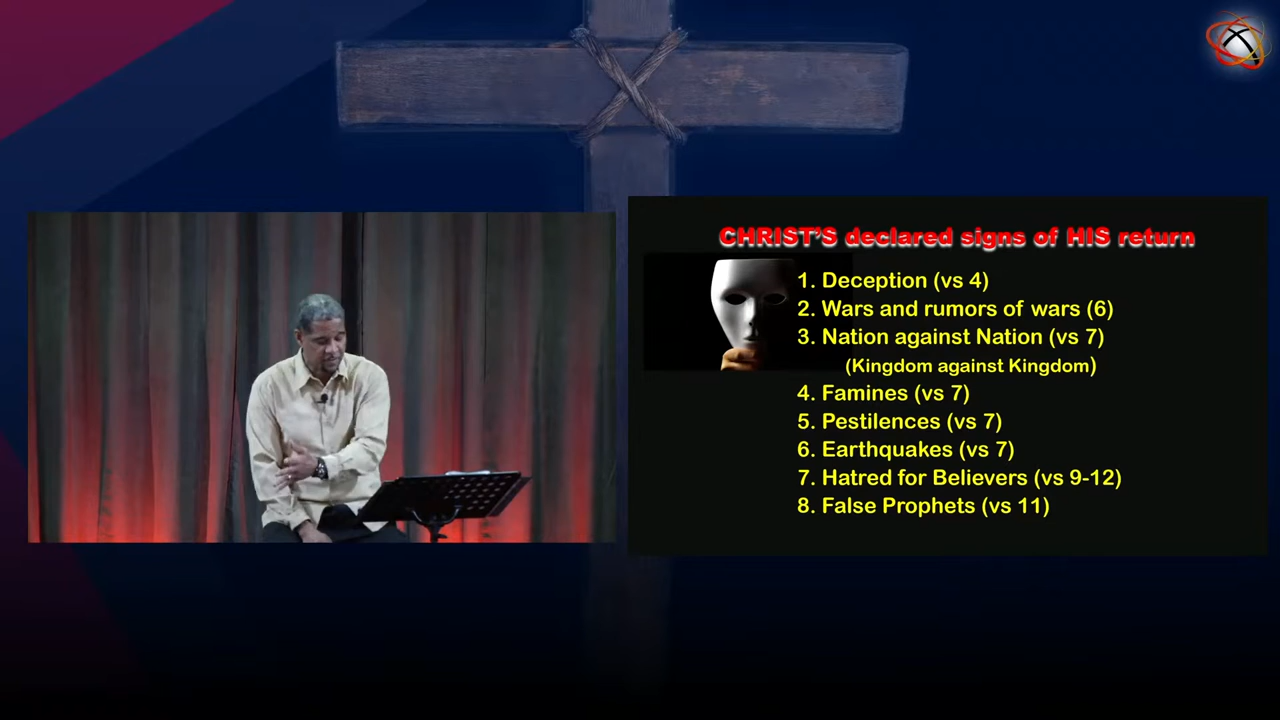 CHRIST'S declared signs of HIS return
1. Deception (vs 4)
2. Wars and rumors of wars (6)
3. Nation against Nation (vs 7)
(Kingdom against Kingdom)
4. Famines (vs 7)
5. Pestilences (vs 7)
6. Earthquakes (vs 7)
7. Hatred for Believers (vs 9-12)
8. False Prophets (vs 11)